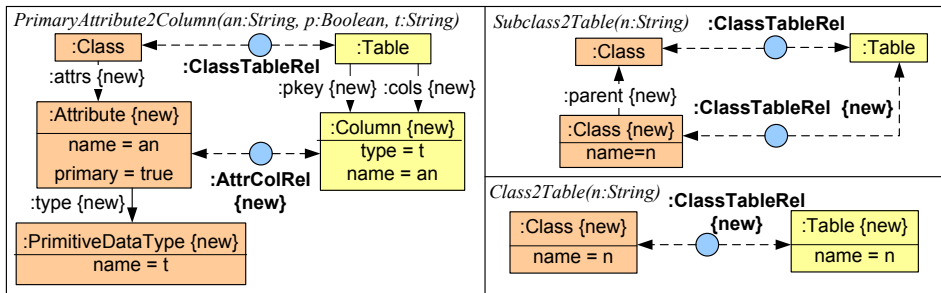 PrimaryAttribute2Column(an:String, p:Boolean, t:String)
:Class
:Table
:ClassTableRel
:attrs {new}
:pkey {new}
:cols {new}
:Attribute {new}
name = an
primary = true
:Column {new}
type = t
name = an
:AttrColRel
{new}
:type {new}
:PrimitiveDataType {new}
name = t
Subclass2Table(n:String)
:ClassTableRel
:Class
:Table
:parent {new}
:ClassTableRel {new}
:Class {new}
name=n
Class2Table(n:String)
:ClassTableRel
{new}
:Class {new}
name = n
:Table {new}
name = n